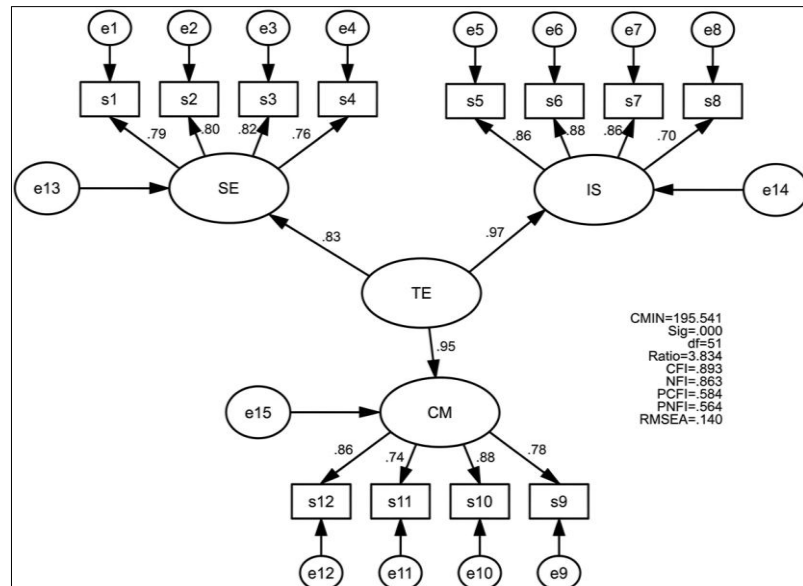 e1 e2 e3 e4 e5 e6 e7 e8
s1 s2 s3 s4 s5 s6 s7 s8
.79 .80 .82 .76 .86 .88 .86 .70
e13 SE IS e14
.83 .97
TE
CMIN=195.541
Sig=.000
df=51
Ratio=3.834
CFI=.893
NFI=.863
PCFI=.584
PNFI=.564
RMSEA=.140
.95
e15 CM
.86 .74 .88 .78
s12 s11 s10 s9
e12 e11 e10 e9